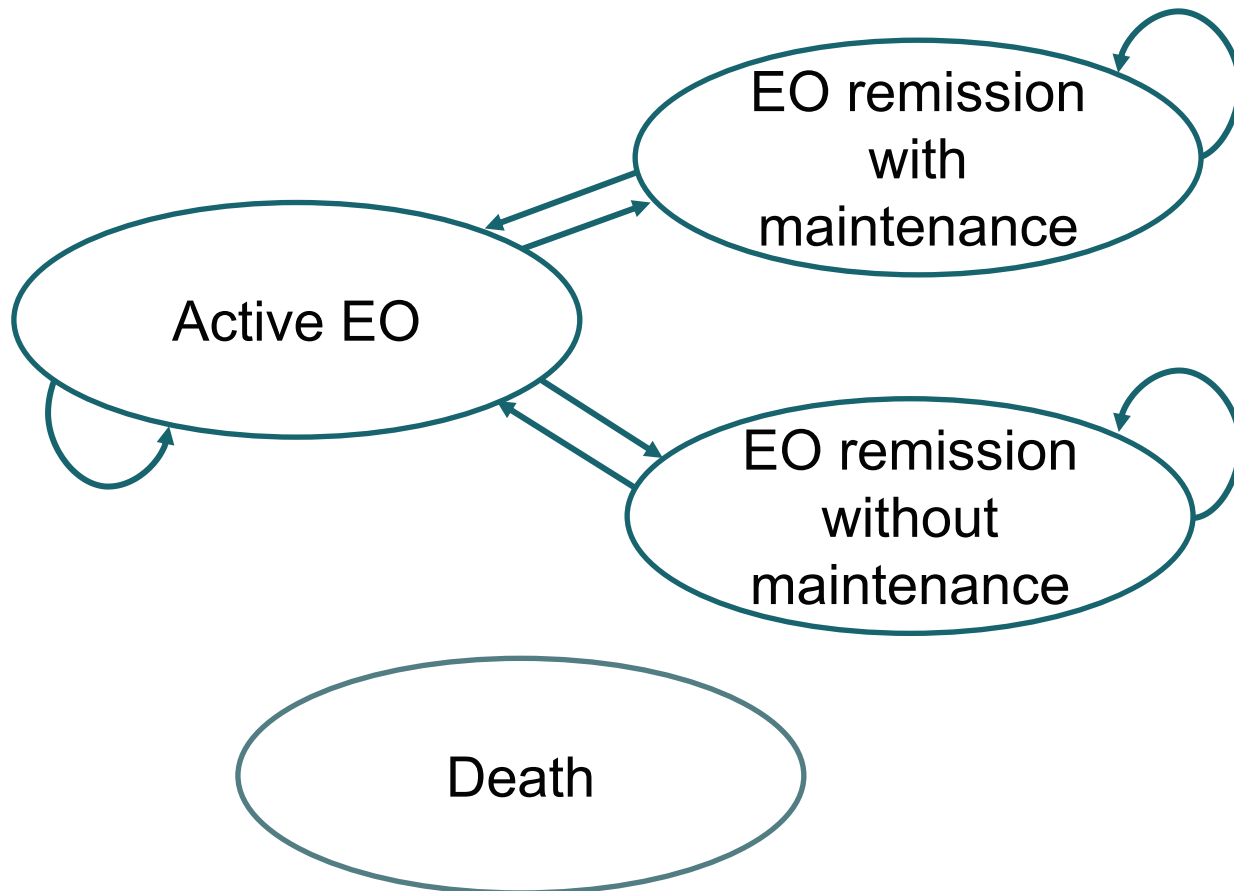 EO remission
with
maintenance
Active EO
EO remission
without
maintenance
Death